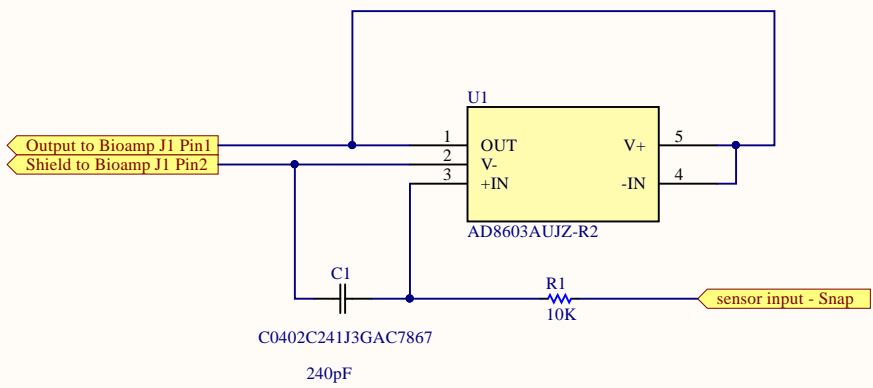 U1
Output to Bioamp J1 Pin1
1
OUT
V+
5
Shield to Bioamp J1 Pin2
2
V-
3
+IN
-IN
4
AD8603AUJZ-R2
C1
R1
sensor input - Snap
10K
C0402C241J3GAC7867
240pF